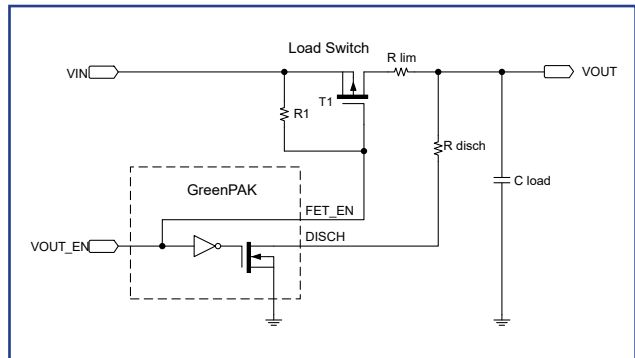 Load Switch
R lim
VIN
VOUT
T1
R1
R disch
C load
GreenPAK
FET_EN
VOUT_EN
DISCH